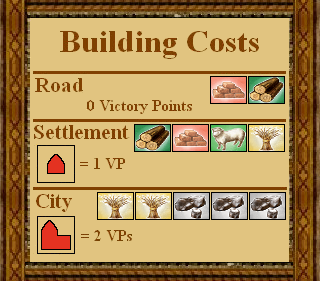 Building Costs
Road
0 Victory Points
Settlement
= 1 VP
City
= 2 VPs